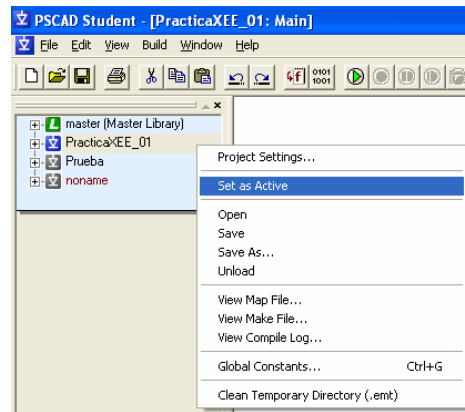 PSCAD Student - [PracticaXEE_01: Main]
File Edit View Build Window Help
0101
1001
master (Master Library)
PracticaXEE_01
Prueba
noname
Project Settings...
Set as Active
Open
Save
Save As...
Unload
View Map File...
View Make File...
View Compile Log...
Global Constants... Ctrl+G
Clean Temporary Directory (.emt)